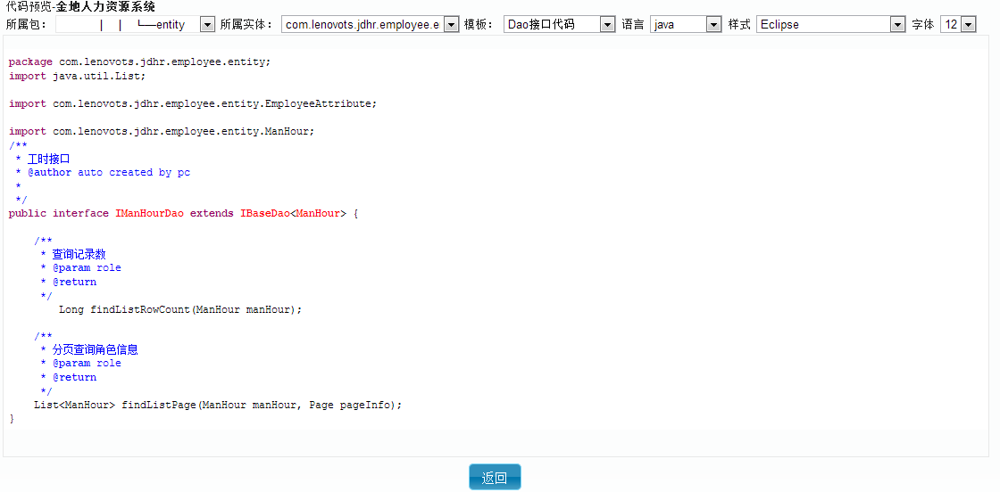 代码预览-金地人力资源系统
所属包: | | └──entity 所属实体: com.lenovots.jdhr.employee.e 模板: Dao接口代码 语言 java 样式 Eclipse 字体 12
package com.lenovots.jdhr.employee.entity;
import java.util.List;
import com.lenovots.jdhr.employee.entity.EmployeeAttribute;
import com.lenovots.jdhr.employee.entity.ManHour;
/**
 * 工时接口
 * @author auto created by pc
 *
 */
public interface IManHourDao extends IBaseDao<ManHour> {
    /**
     * 查询记录数
     * @param role
     * @return
     */
        Long findListRowCount(ManHour manHour);
    /**
     * 分页查询角色信息
     * @param role
     * @return
     */
    List<ManHour> findListPage(ManHour manHour, Page pageInfo);
}
返回